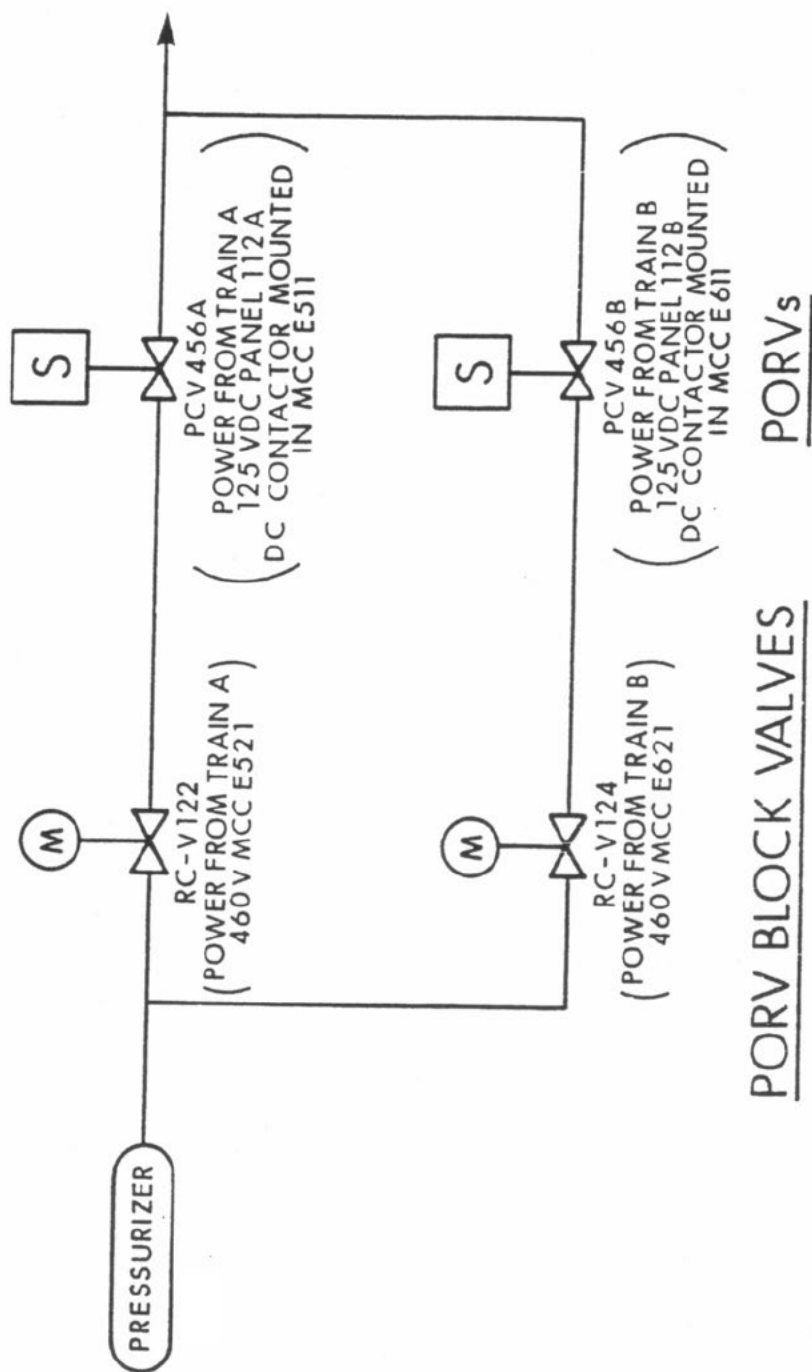 PRESSURIZER
M
RC-V122
(POWER FROM TRAIN A)
460 V MCC E521
S
PCV 456A
(POWER FROM TRAIN A
125 VDC PANEL 112 A
DC CONTACTOR MOUNTED
IN MCC E511)
M
RC-V124
(POWER FROM TRAIN B)
460 V MCC E621
S
PCV 456B
(POWER FROM TRAIN B
125 VDC PANEL 112 B
DC CONTACTOR MOUNTED
IN MCC E611)
PORV BLOCK VALVES
PORVs